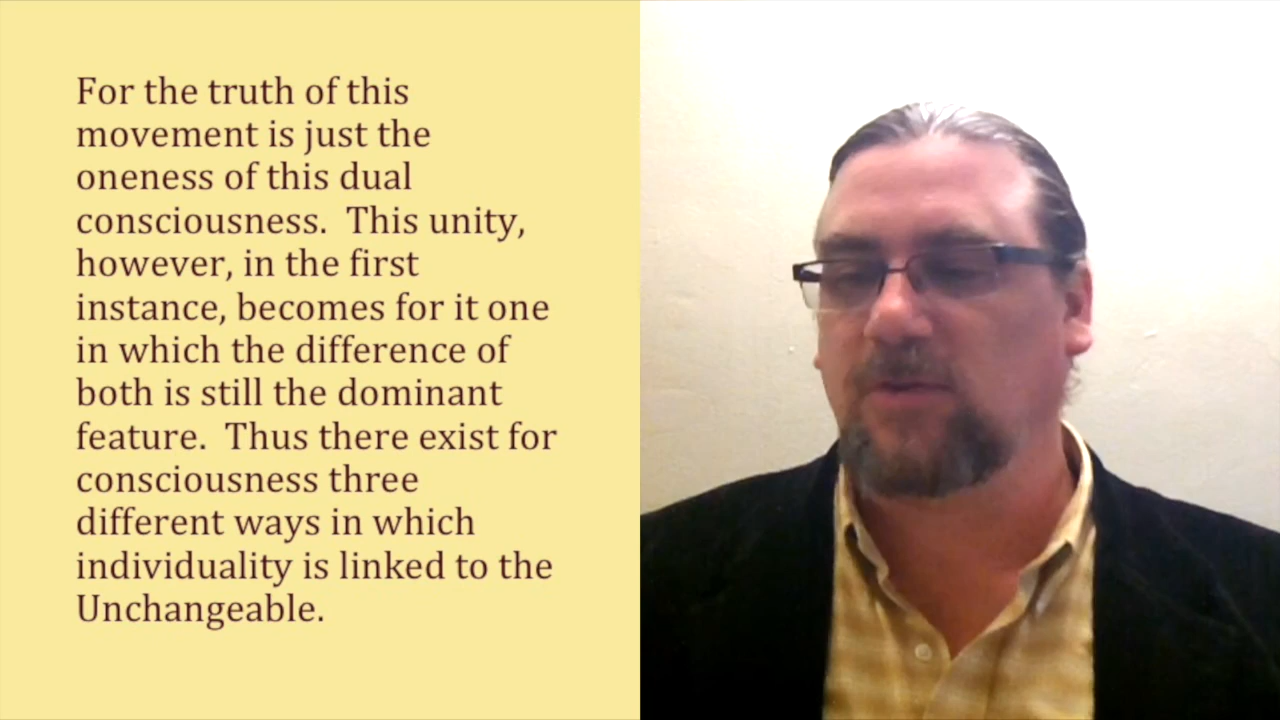 For the truth of this
movement is just the
oneness of this dual
consciousness.  This unity,
however, in the first
instance, becomes for it one
in which the difference of
both is still the dominant
feature.  Thus there exist for
consciousness three
different ways in which
individuality is linked to the
Unchangeable.